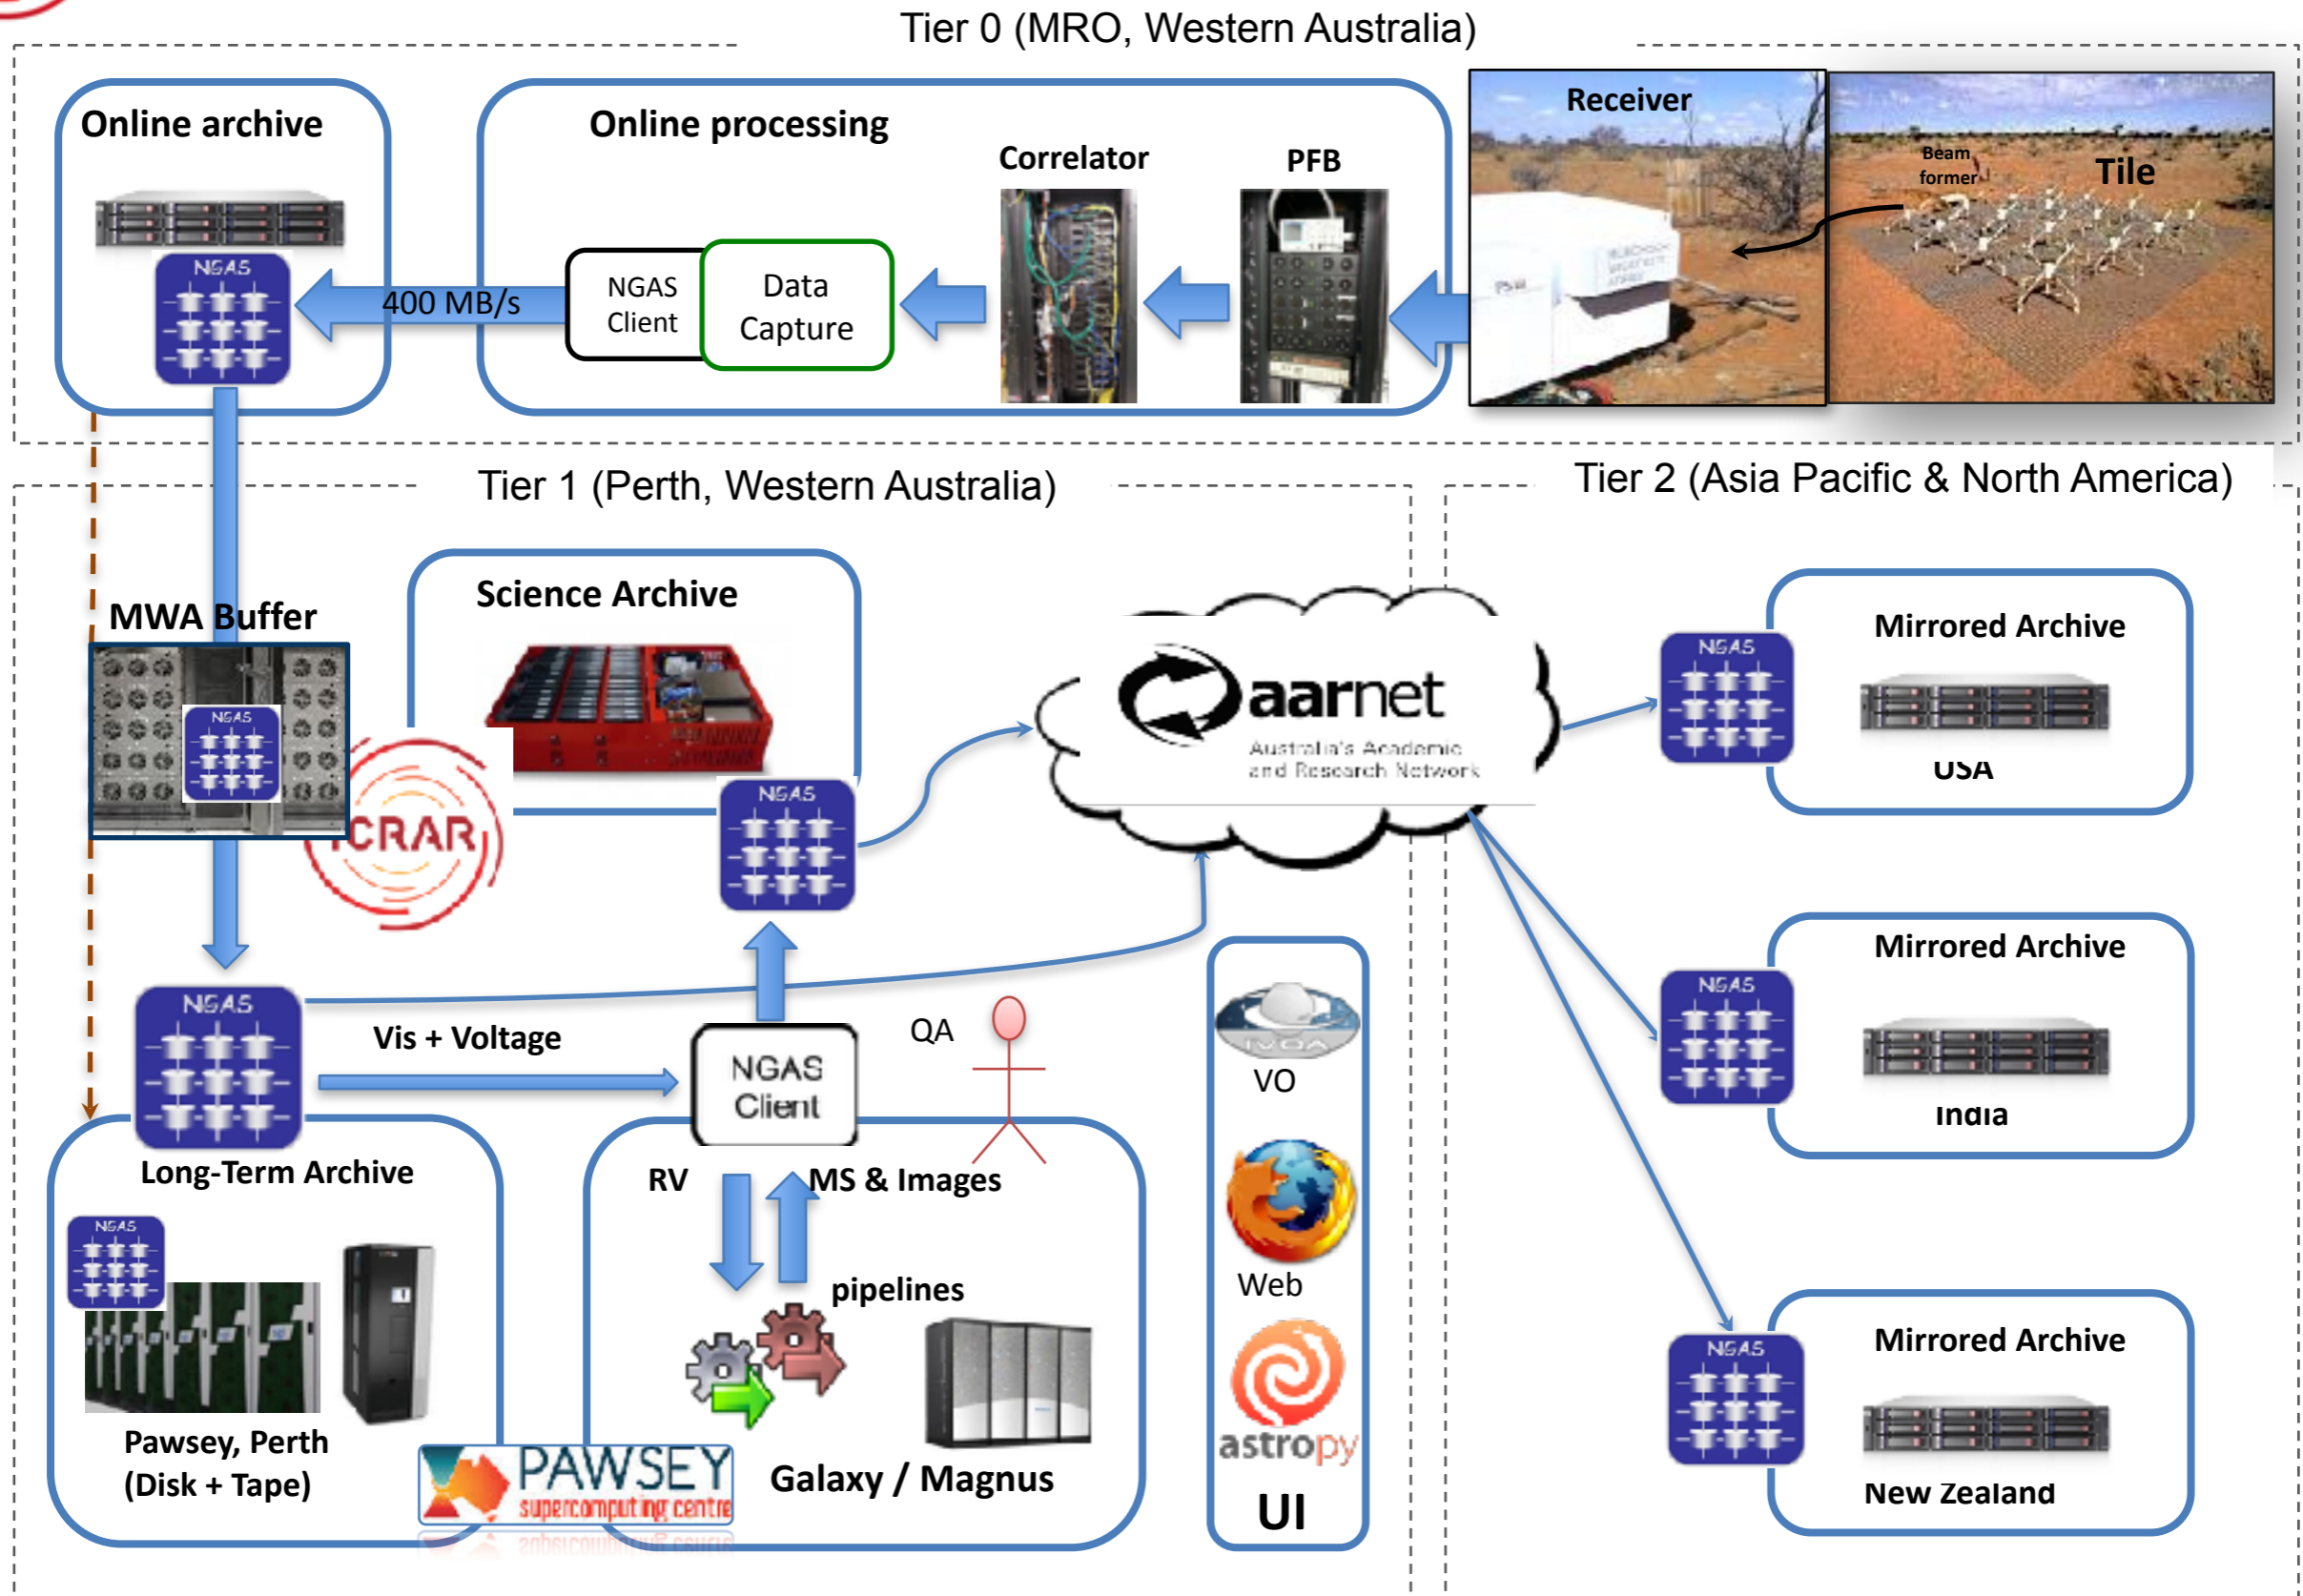 Tier 0 (MRO, Western Australia)
Online archive
NGAS
400 MB/s
Online processing
NGAS
Client
Data
Capture
Correlator
PFB
Receiver
Beam
former
Tile
Tier 1 (Perth, Western Australia)
MWA Buffer
NGAS
ICRAR
Science Archive
NGAS
aarnet
Australia's Academic
and Research Network
NGAS
Vis + Voltage
NGAS
Client
QA
Long-Term Archive
NGAS
Pawsey, Perth
(Disk + Tape)
RV
MS & Images
pipelines
PAWSEY
supercomputing centre
Galaxy / Magnus
IVOA
VO
Web
astropy
UI
Tier 2 (Asia Pacific & North America)
NGAS
Mirrored Archive
USA
NGAS
Mirrored Archive
India
NGAS
Mirrored Archive
New Zealand